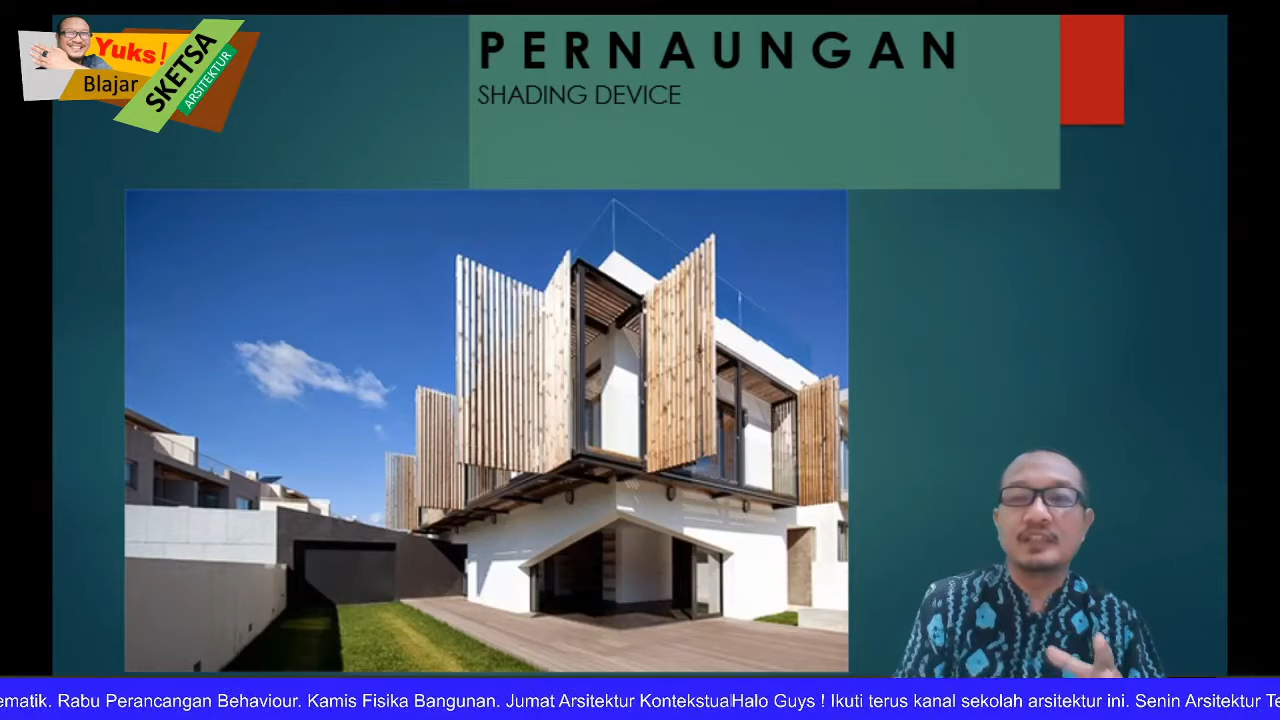 Yuks!
Blajar
SKETSA
ARSITEKTUR
PERNAUNGAN
SHADING DEVICE
ematik. Rabu Perancangan Behaviour. Kamis Fisika Bangunan. Jumat Arsitektur KontekstualHalo Guys ! Ikuti terus kanal sekolah arsitektur ini. Senin Arsitektur Te